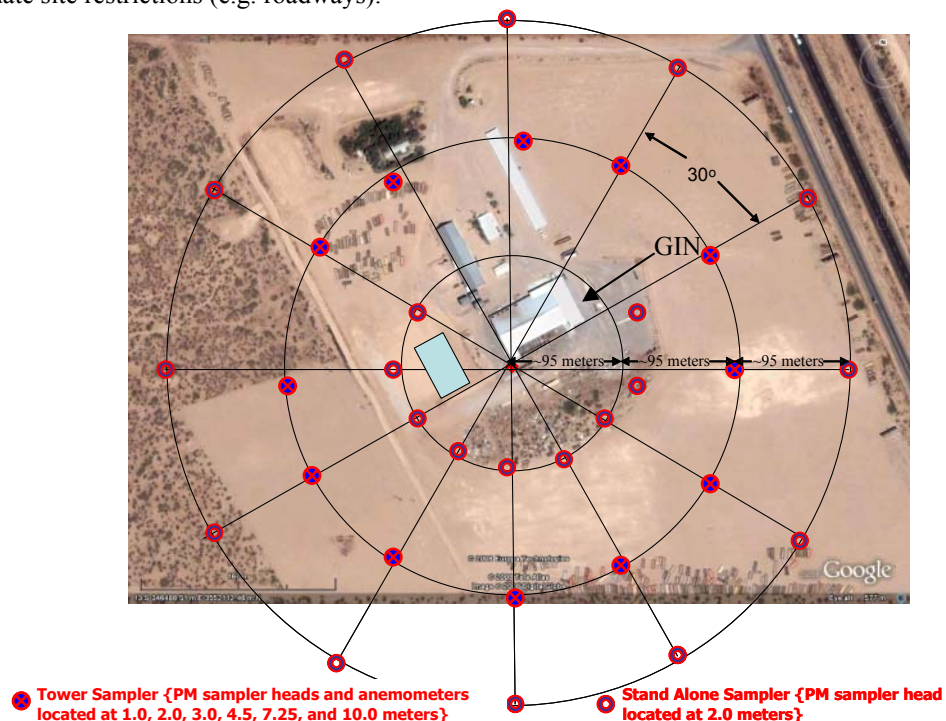 ate site restrictions (e.g. roadways).
30°
GIN
~95 meters
~95 meters
~95 meters
Google
Tower Sampler {PM sampler heads and anemometers
located at 1.0, 2.0, 3.0, 4.5, 7.25, and 10.0 meters}
Stand Alone Sampler {PM sampler head
located at 2.0 meters}